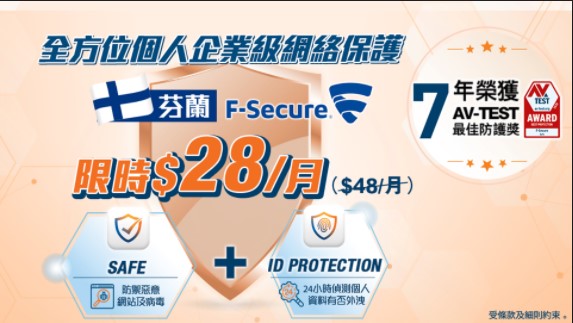 全方位個人企業級網絡保護
芬蘭 F-Secure
限時$28/月 ($48/月)
7年榮獲
AV-TEST
最佳防護獎
AV
TEST
AWARD
SAFE
防禦惡意
網站及病毒
+
ID PROTECTION
24
24小時偵測個人
資料有否外洩
受條款及細則約束。